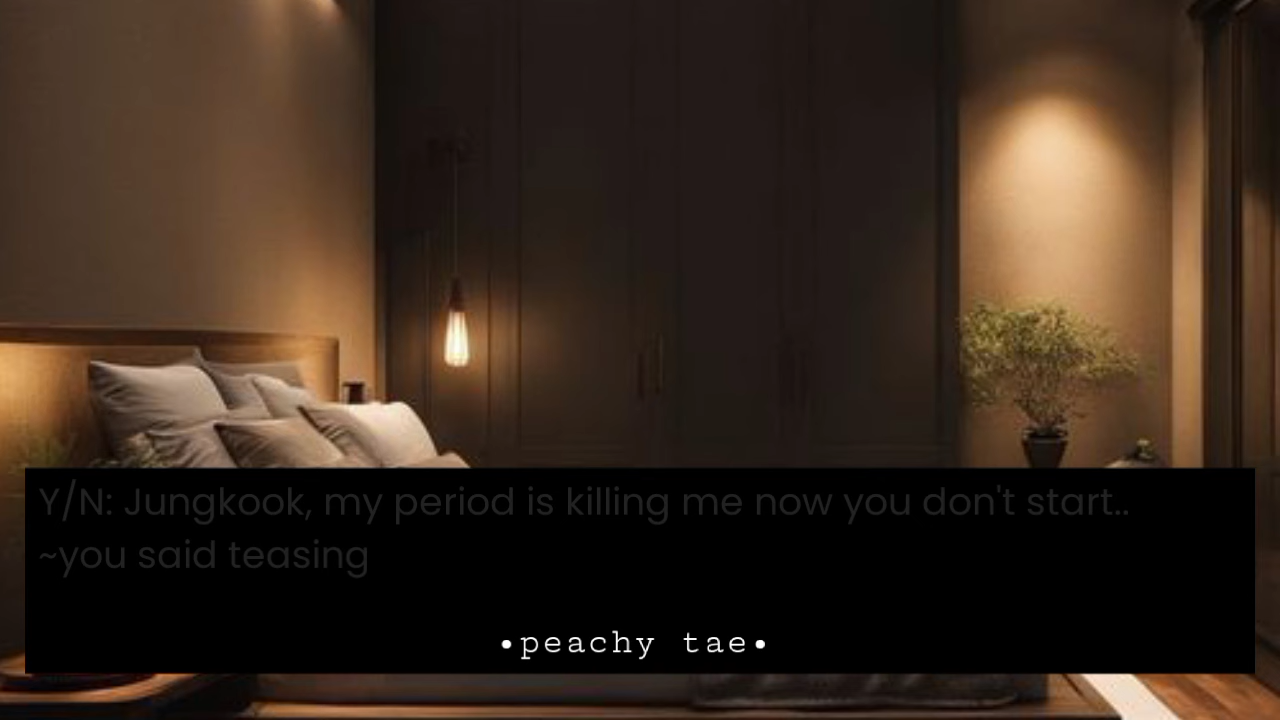 Y/N: Jungkook, my period is killing me now you don't start..
~you said teasing
•peachy tae•